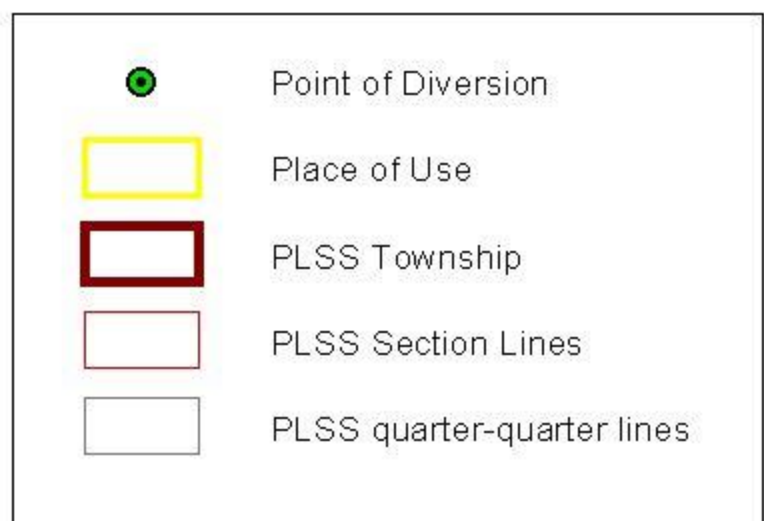 Point of Diversion
Place of Use
PLSS Township
PLSS Section Lines
PLSS quarter-quarter lines